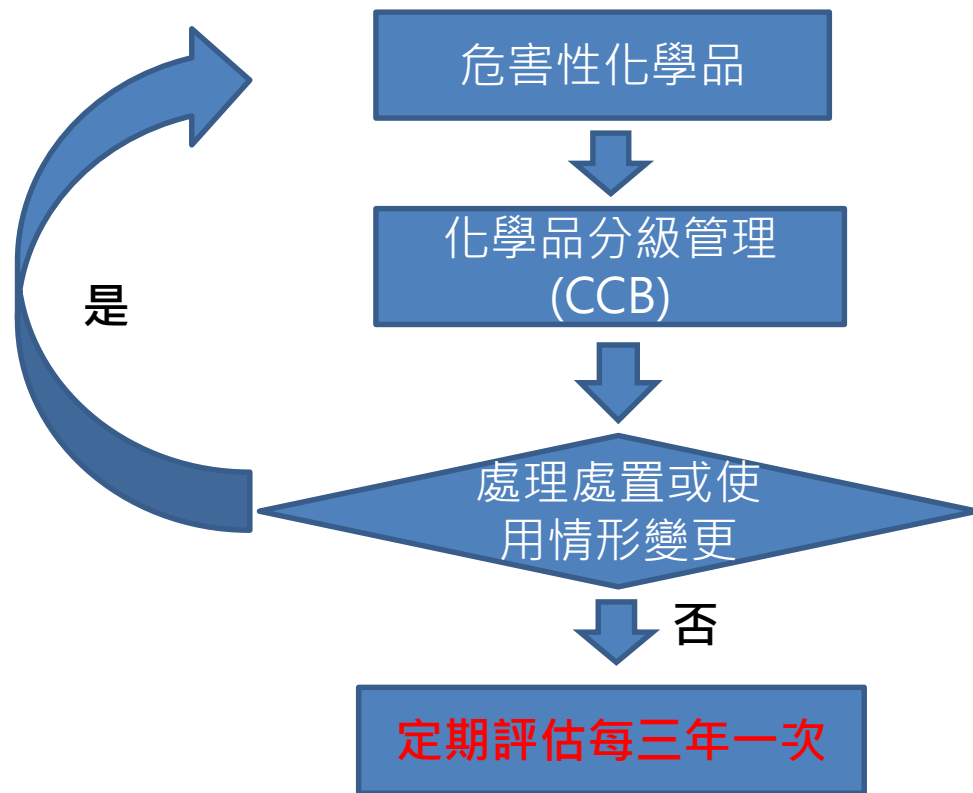 危害性化學品
化學品分級管理
(CCB)
是
處理處置或使
用情形變更
否
定期評估每三年一次